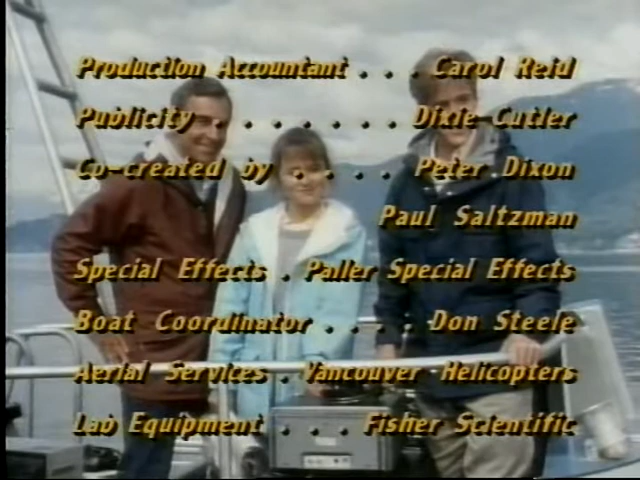 Production Accountant . . . Carol Reid
Publicity . . . . . . . Dixie Cutler
Co-created by . . . . Peter Dixon
Paul Saltzman
Special Effects . Paller Special Effects
Boat Coordinator . . . . Don Steele
Aerial Services . Vancouver Helicopters
Lab Equipment . . . Fisher Scientific